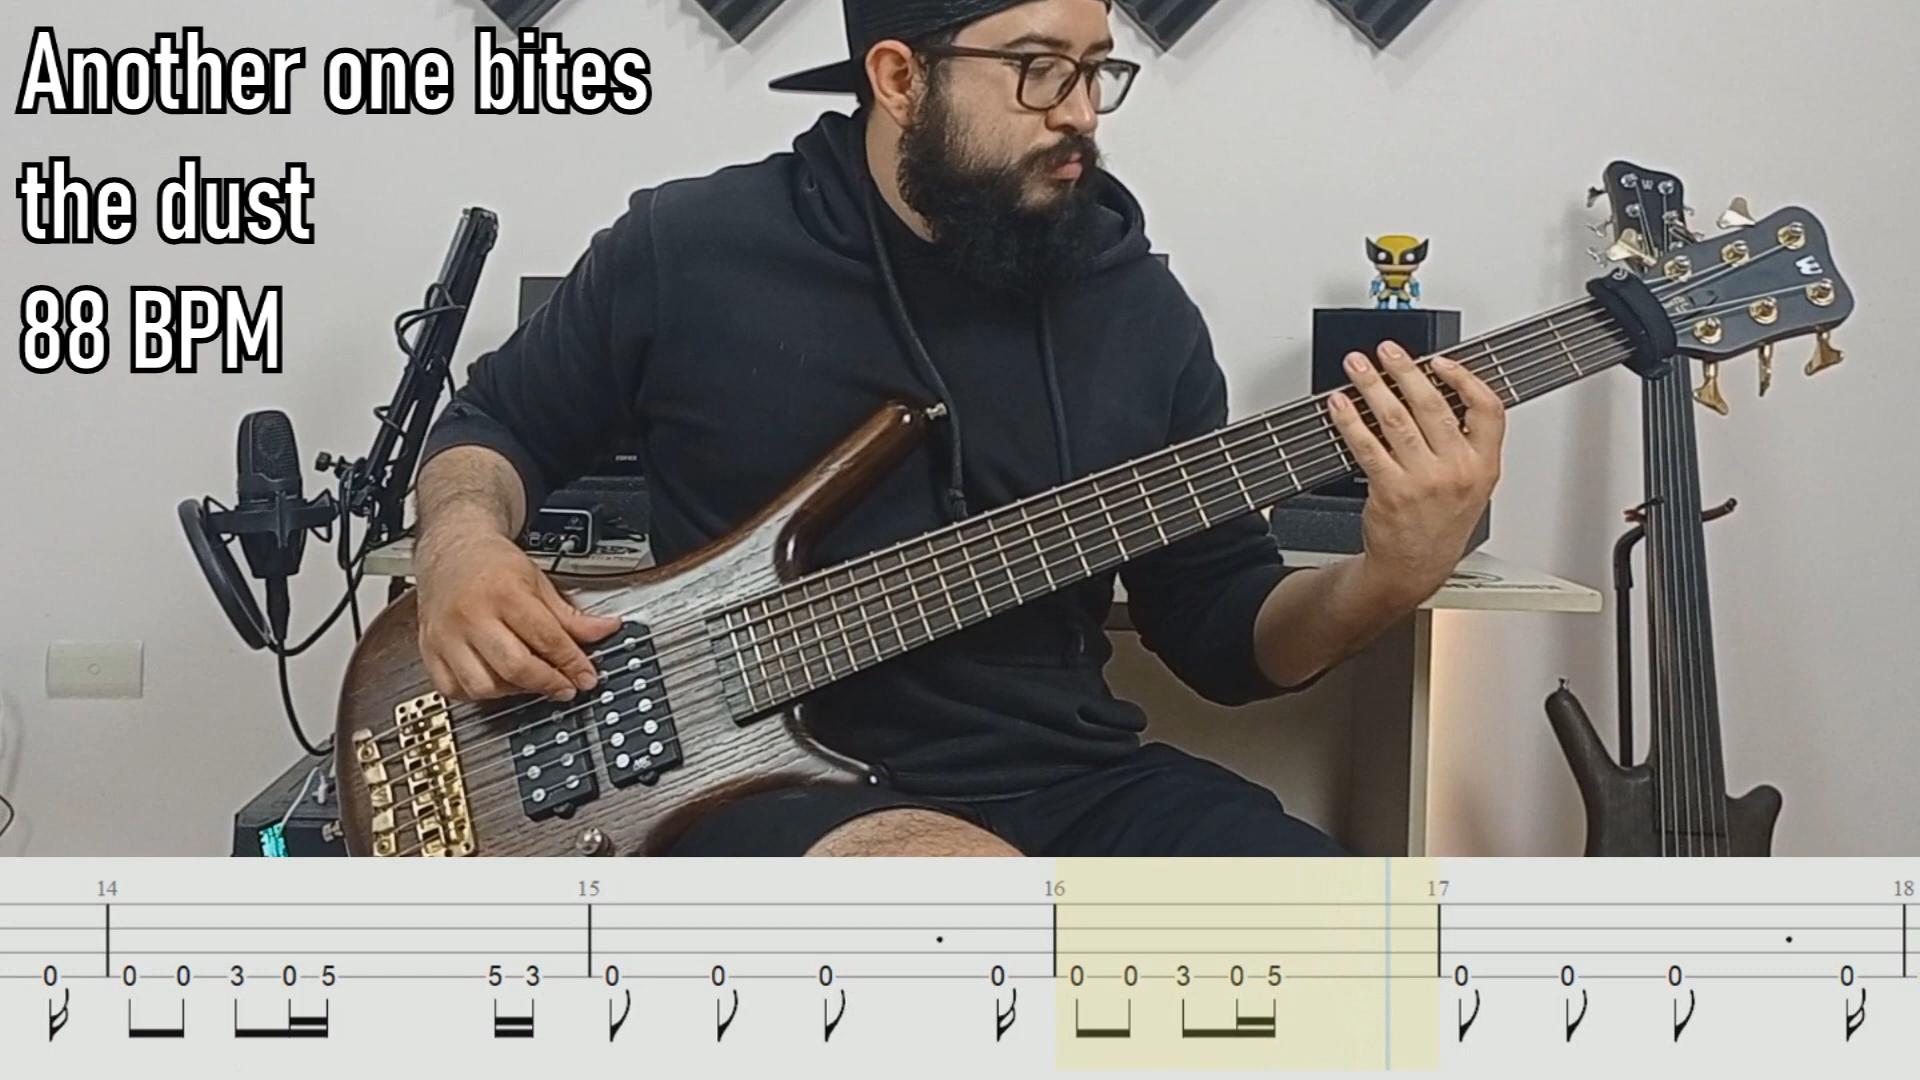 Another one bites
the dust
88 BPM
W
W
14 15 16 17 18
0 0 0 3 0 5 5 3 0 0 0 0 0 0 3 0 5 0 0 0 0